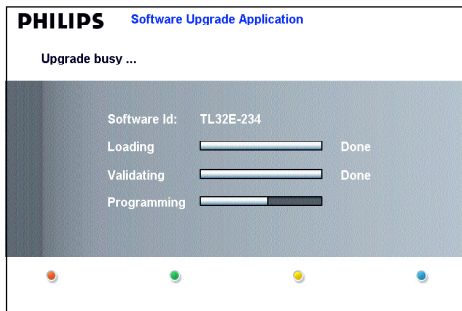 PHILIPS Software Upgrade Application
Upgrade busy ...
Software Id: TL32E-234
Loading Done
Validating Done
Programming